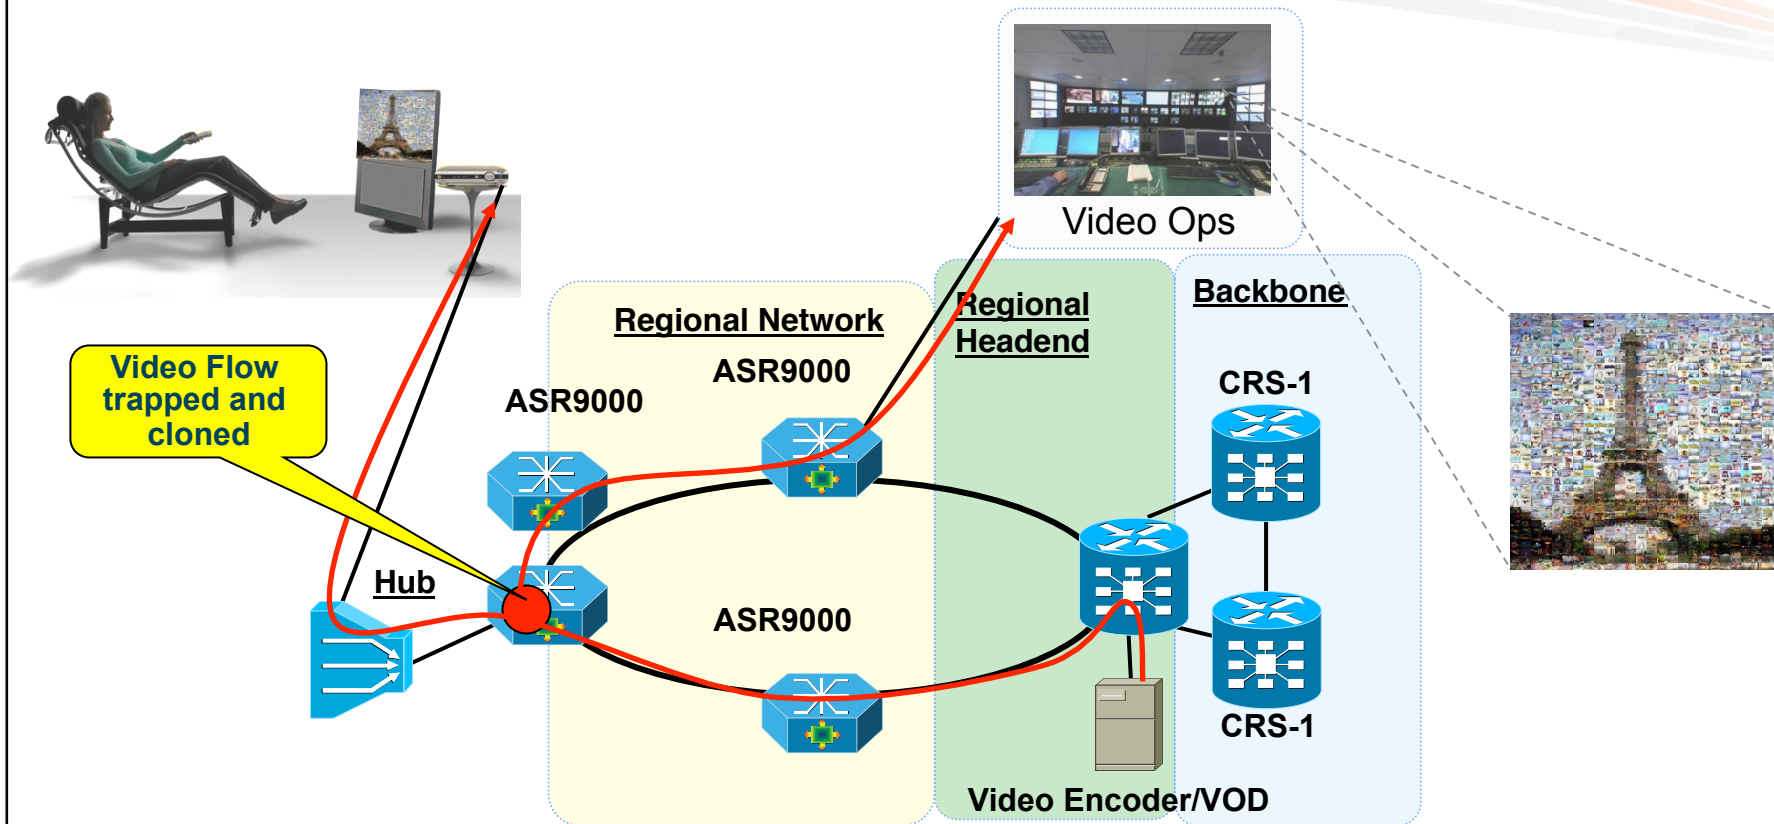 Video Ops
Regional Network
Regional
Headend
Backbone
ASR9000
ASR9000
CRS-1
Video Flow
trapped and
cloned
Hub
ASR9000
CRS-1
Video Encoder/VOD